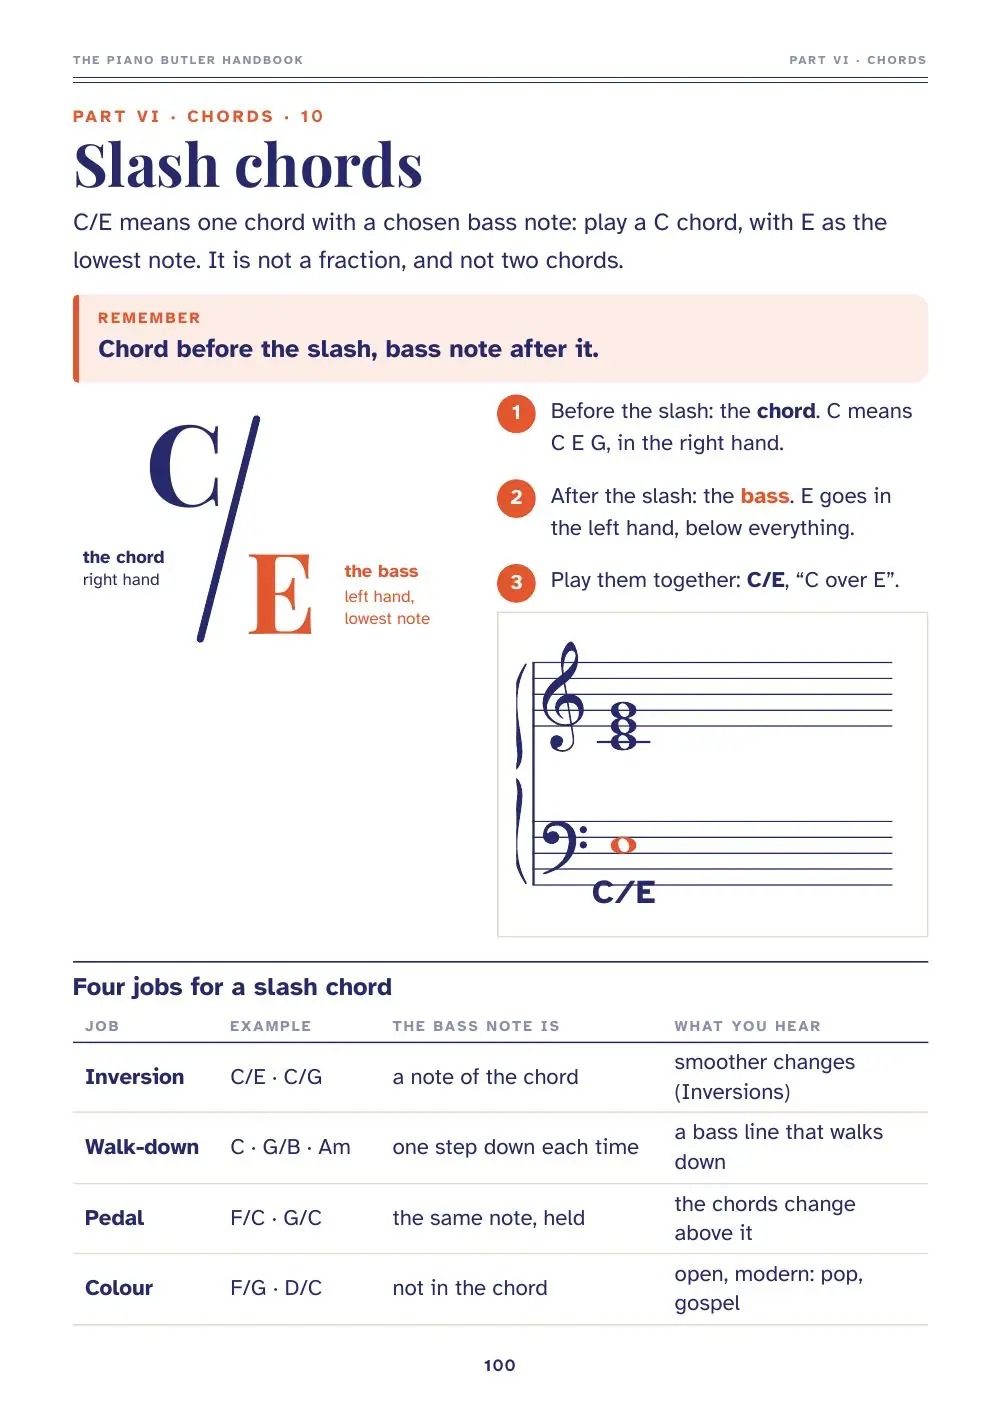 THE PIANO BUTLER HANDBOOK
PART VI · CHORDS
PART VI · CHORDS · 10
Slash chords
C/E means one chord with a chosen bass note: play a C chord, with E as the
lowest note. It is not a fraction, and not two chords.
REMEMBER
Chord before the slash, bass note after it.
C/E
the chord
right hand
the bass
left hand,
lowest note
1 Before the slash: the chord. C means
C E G, in the right hand.
2 After the slash: the bass. E goes in
the left hand, below everything.
3 Play them together: C/E, “C over E”.
C/E
Four jobs for a slash chord
JOB EXAMPLE THE BASS NOTE IS WHAT YOU HEAR
Inversion C/E · C/G a note of the chord smoother changes
(Inversions)
Walk-down C · G/B · Am one step down each time a bass line that walks
down
Pedal F/C · G/C the same note, held the chords change
above it
Colour F/G · D/C not in the chord open, modern: pop,
gospel
100